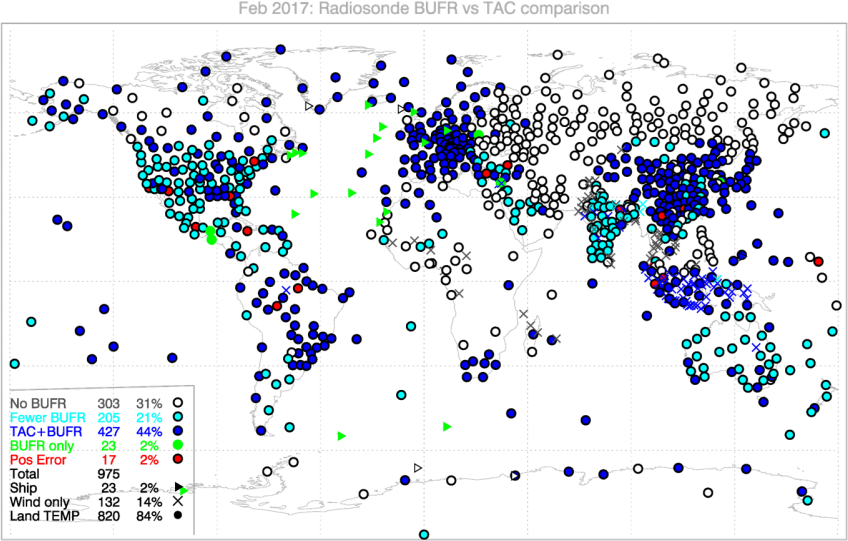 Feb 2017: Radiosonde BUFR vs TAC comparison
No BUFR 303 31%
Fewer BUFR 205 21%
TAC+BUFR 427 44%
BUFR only 23 2%
Pos Error 17 2%
Total 975
Ship 23 2%
Wind only 132 14%
Land TEMP 820 84%